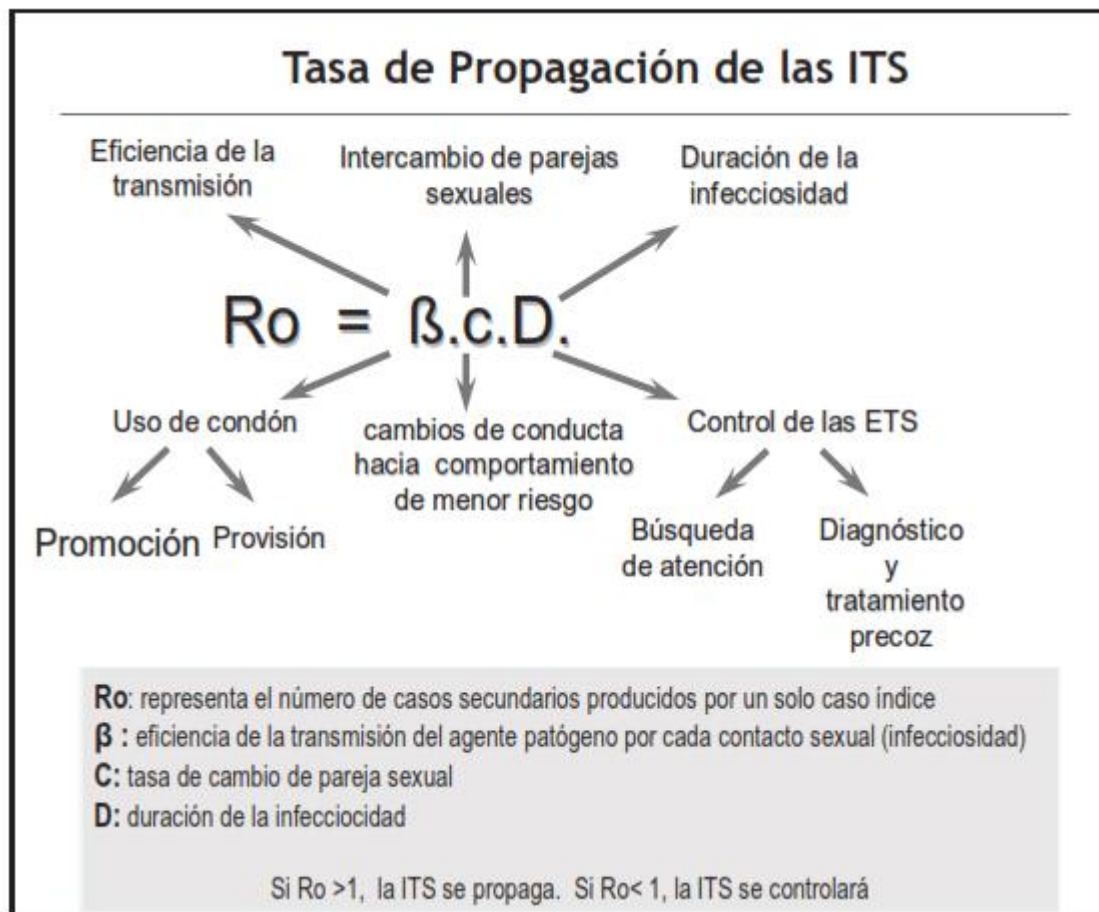 Tasa de Propagación de las ITS
Eficiencia de la
transmisión
Intercambio de parejas
sexuales
Duración de la
infecciosidad
Ro = ß.c.D.
Uso de condón
Promoción
Provisión
cambios de conducta
hacia comportamiento
de menor riesgo
Control de las ETS
Búsqueda
de atención
Diagnóstico
y
tratamiento
precoz
Ro: representa el número de casos secundarios producidos por un solo caso índice
β : eficiencia de la transmisión del agente patógeno por cada contacto sexual (infecciosidad)
C: tasa de cambio de pareja sexual
D: duración de la infecciocidad
Si Ro >1, la ITS se propaga. Si Ro< 1, la ITS se controlará